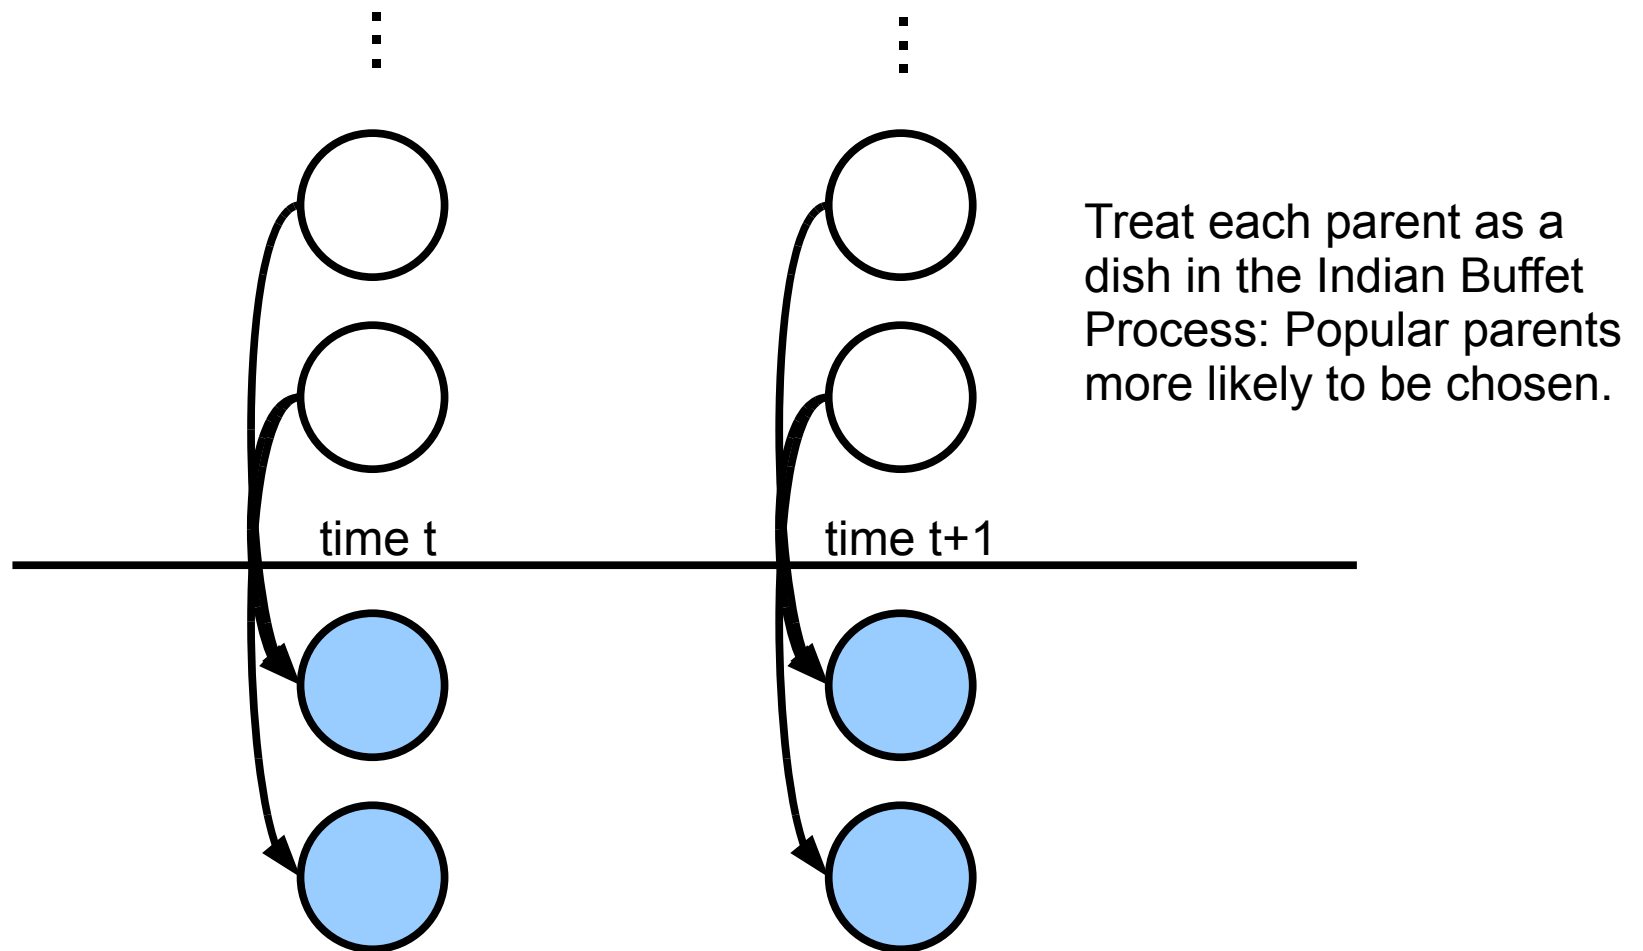 Treat each parent as a
dish in the Indian Buffet
Process: Popular parents
more likely to be chosen.
time t
time t+1